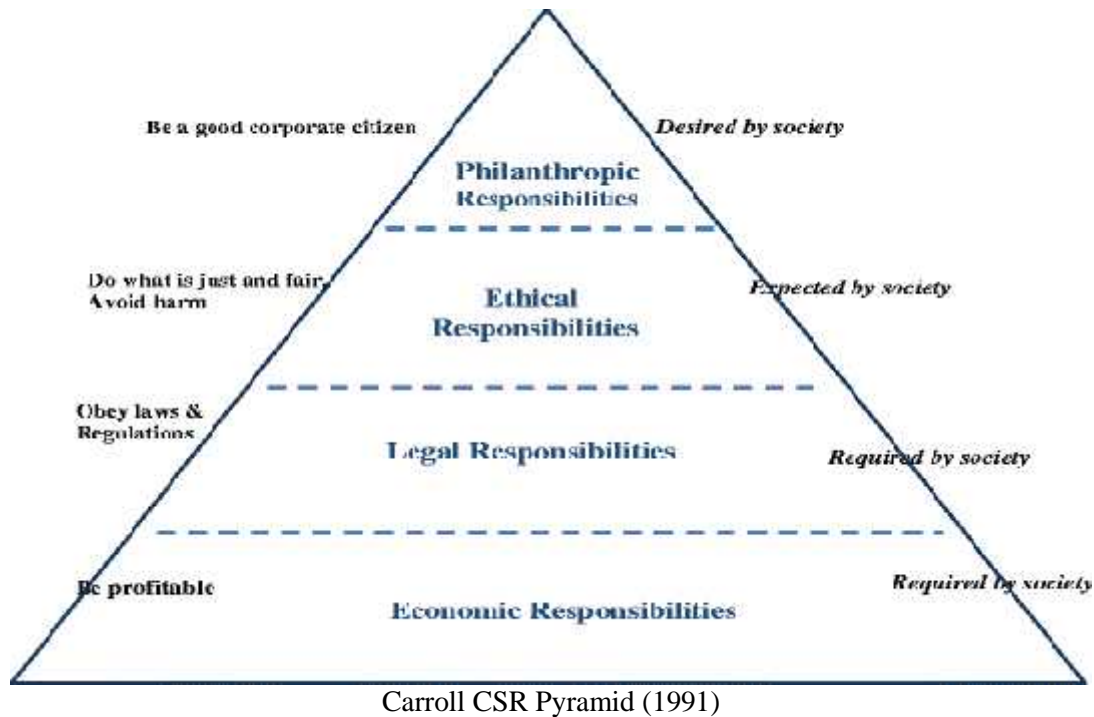 Be a good corporate citizen
Desired by society
Philanthropic
Responsibilities
Do what is just and fair,
Avoid harm
Expected by society
Ethical
Responsibilities
Obey laws &
Regulations
Legal Responsibilities
Required by society
Be profitable
Required by society
Economic Responsibilities
Carroll CSR Pyramid (1991)